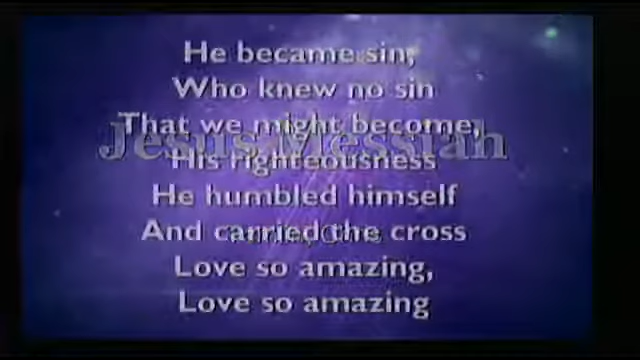 He became sin,
Who knew no sin
That we might become,
Jesus Messiah
His righteousness
He humbled himself
And carried the cross
Love so amazing,
Love so amazing